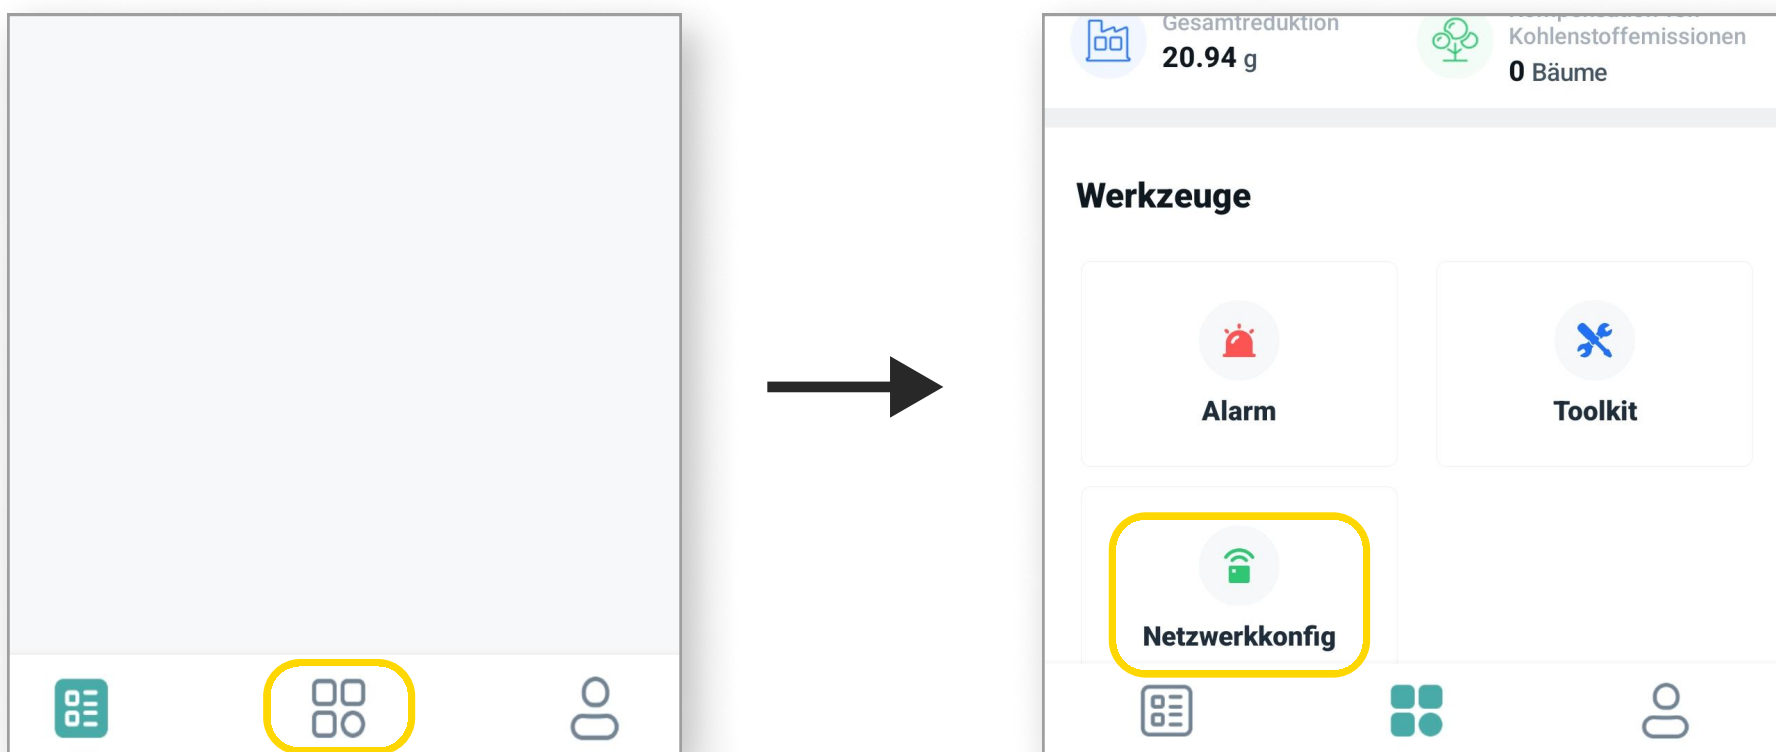 Gesamtreduktion
20.94 g
Kohlenstoffemissionen
0 Bäume
Werkzeuge
Alarm
Toolkit
Netzwerkkonfig